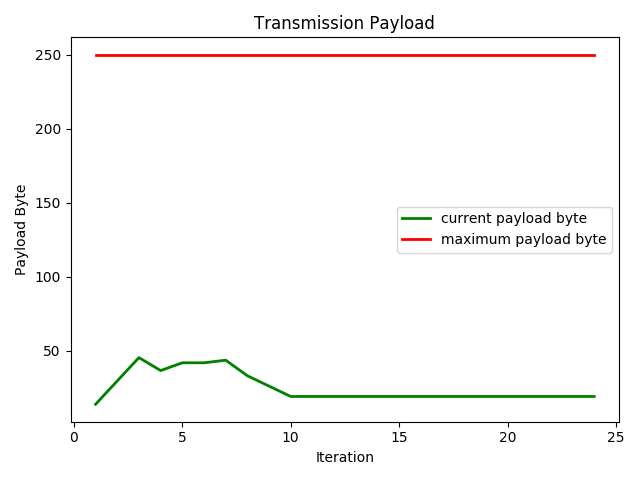 Transmission Payload
250
200
150
100
50
Payload Byte
current payload byte
maximum payload byte
0 5 10 15 20 25
Iteration